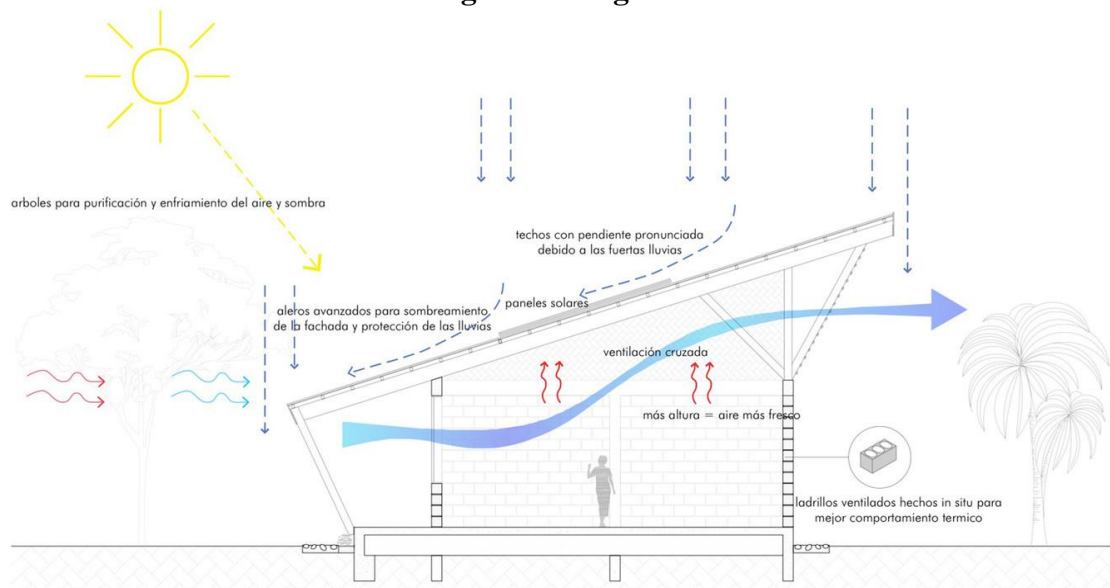 arboles para purificación y enfriamiento del aire y sombra
techos con pendiente pronunciada
debido a las fuertas lluvias
aleros avanzados para sombreamiento
de la fachada y protección de las lluvias
paneles solares
ventilación cruzada
más altura = aire más fresco
ladrillos ventilados hechos in situ para
mejor comportamiento termico